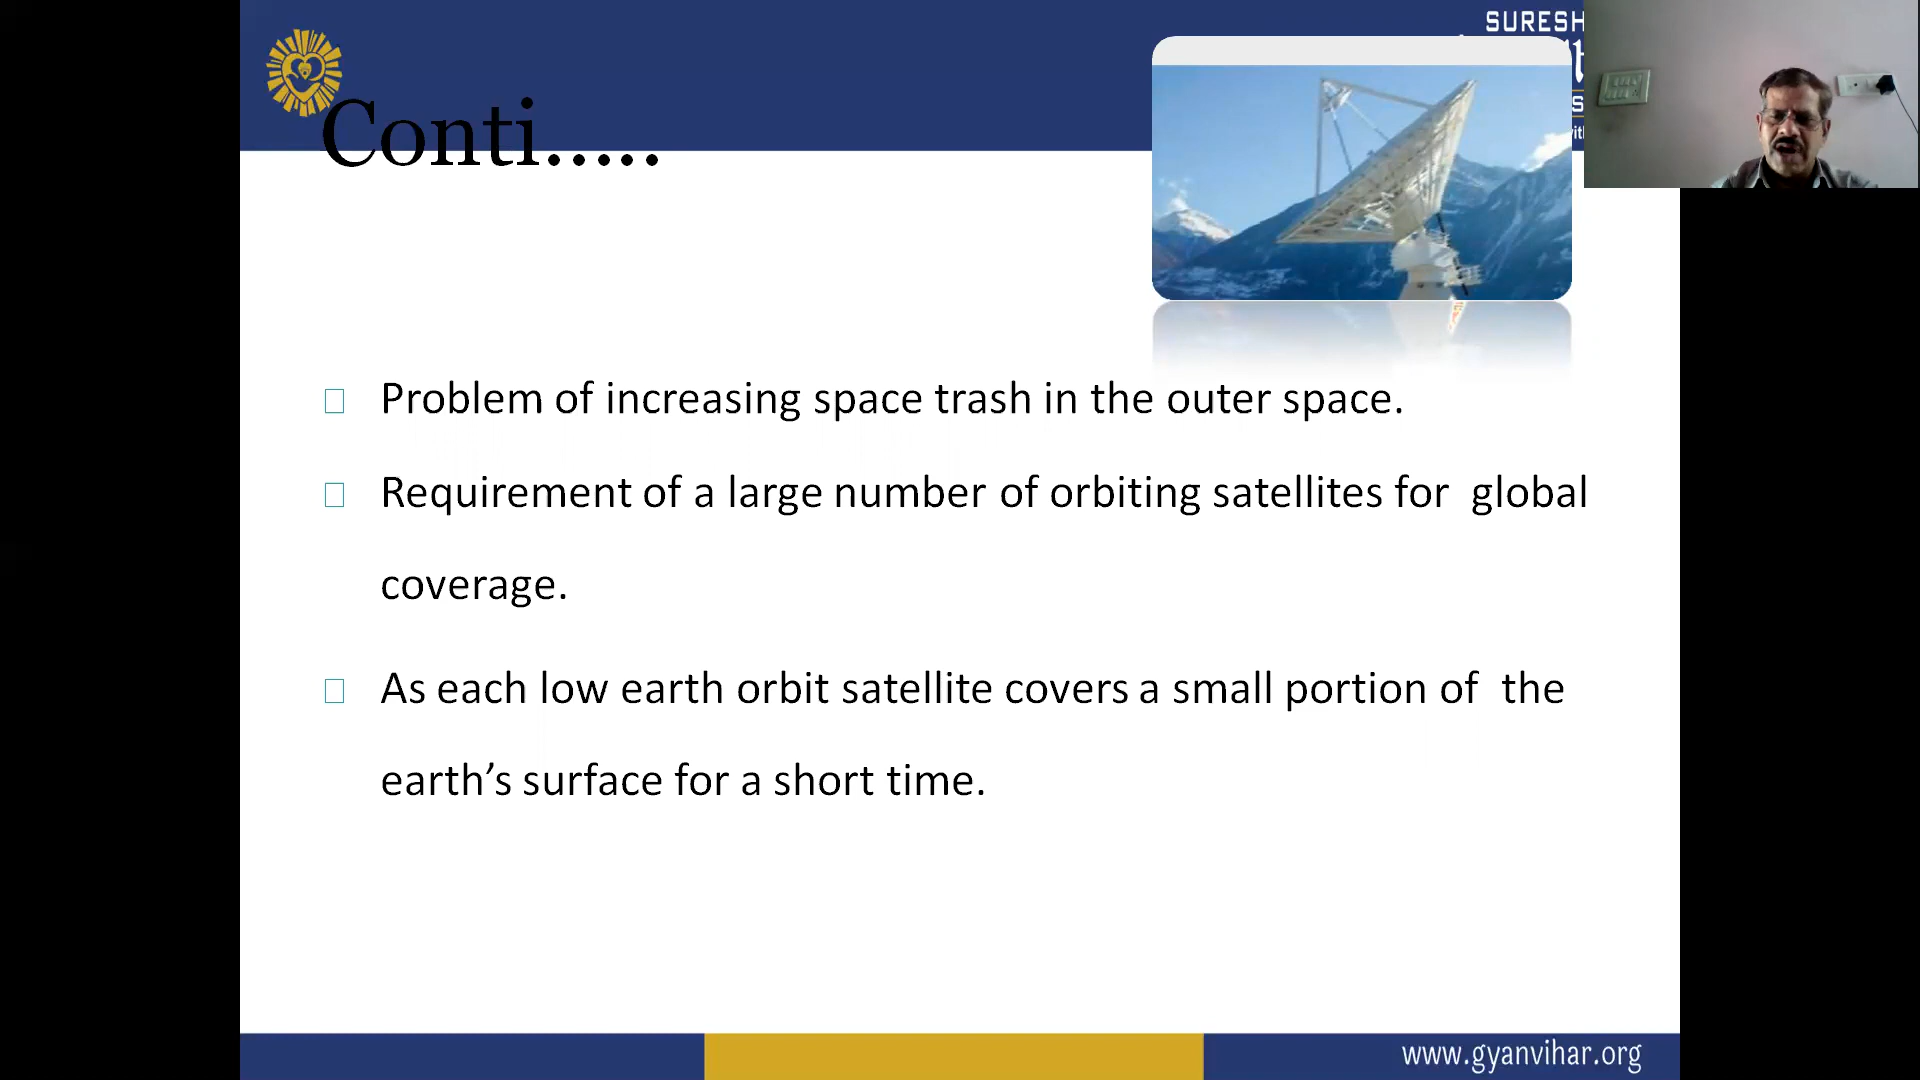 SURESH
Conti.....
Problem of increasing space trash in the outer space.
Requirement of a large number of orbiting satellites for global
coverage.
As each low earth orbit satellite covers a small portion of the
earth’s surface for a short time.
www.gyanvihar.org